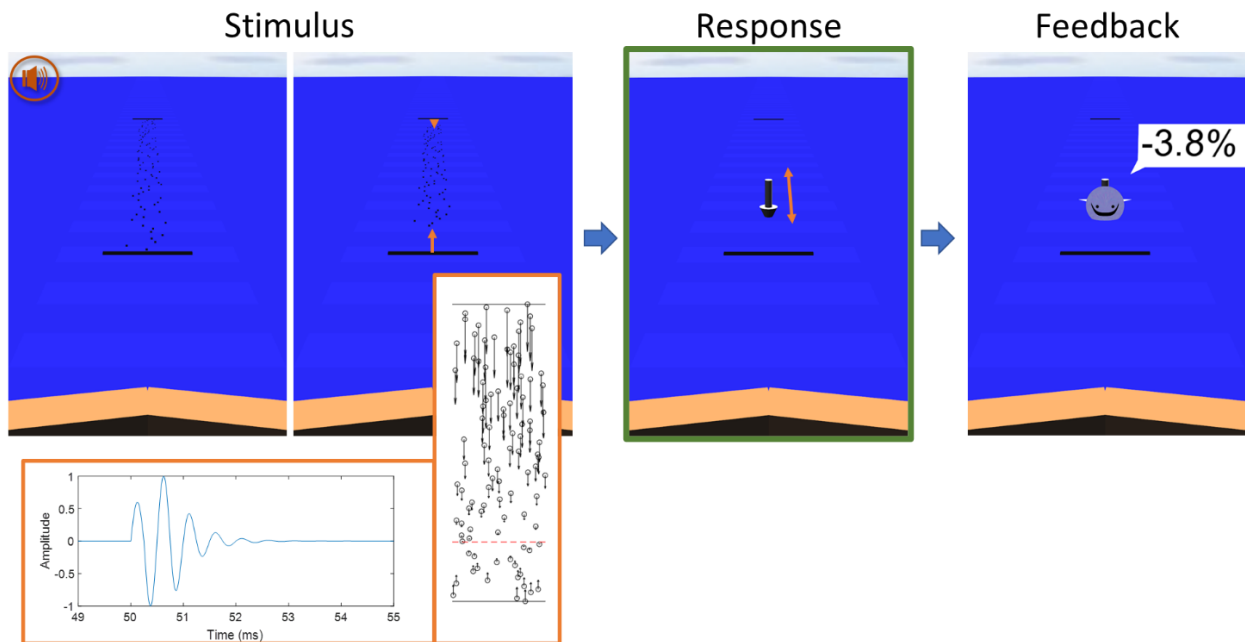 Stimulus
Response
Feedback
-3.8%
1
0.5
0
-0.5
-1
Amplitude
49 50 51 52 53 54 55
Time (ms)